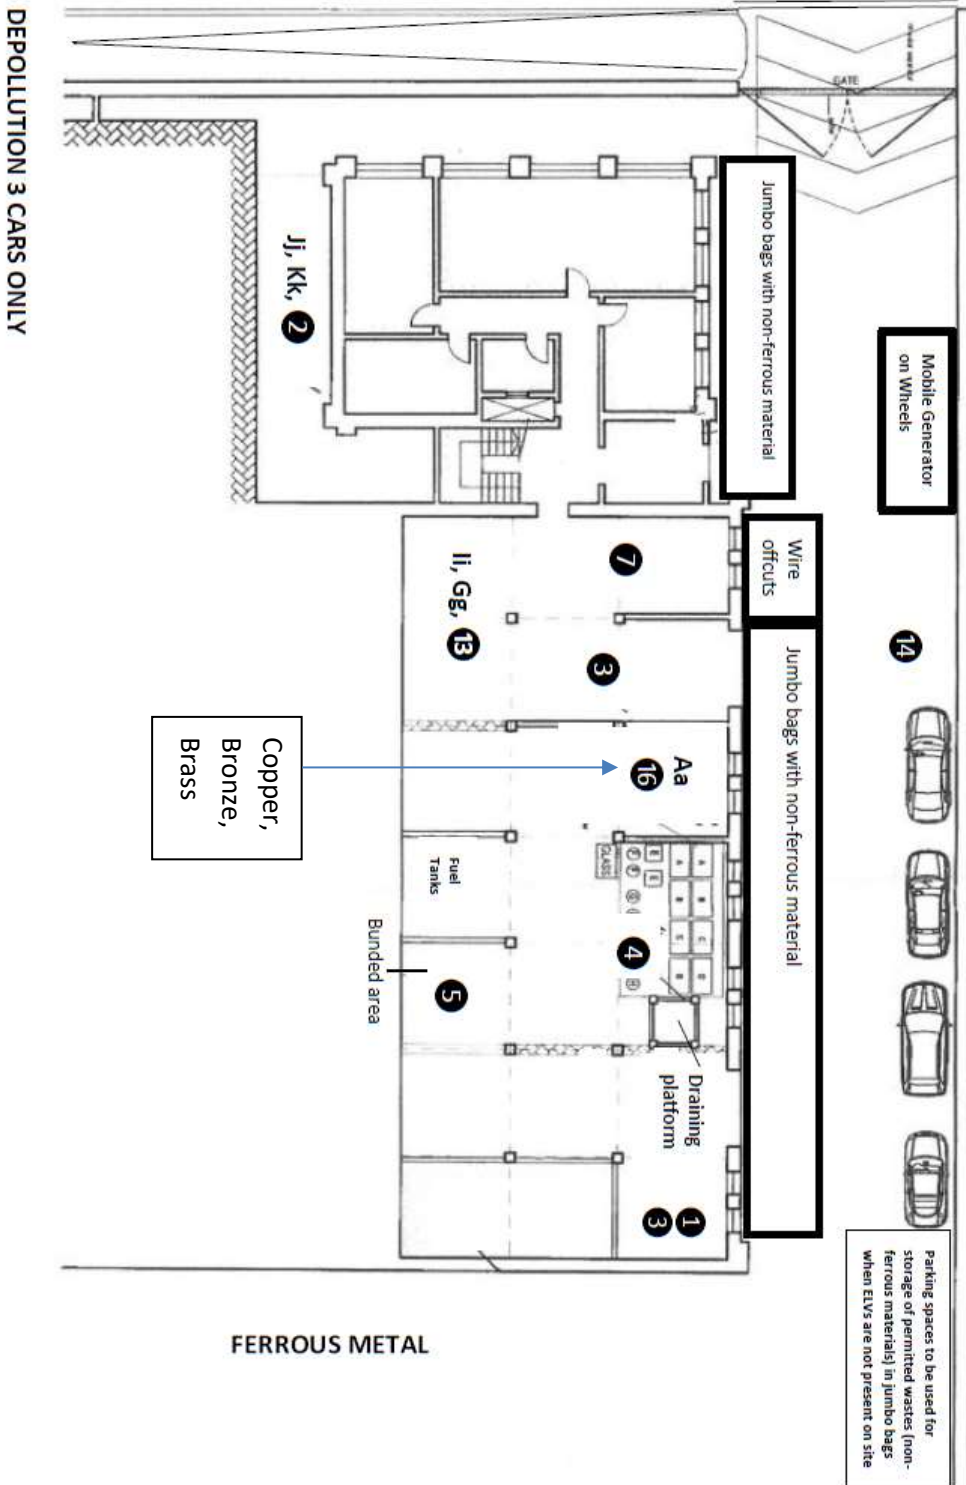 DEPOLLUTION 3 CARS ONLY
GATE
Jumbo bags with non-ferrous material
Mobile Generator
on Wheels
Jj, Kk, 2
Wire
offcuts
Jumbo bags with non-ferrous material
14
7
3
Ii, Gg, 13
Aa
16
Copper,
Bronze,
Brass
GLASS
A A
B B
E C
B D
E E
4
Fuel
Tanks
5
Bunded area
Draining
platform
1
3
Parking spaces to be used for
storage of permitted wastes (non-
ferrous materials) in jumbo bags
when ELVs are not present on site
FERROUS METAL